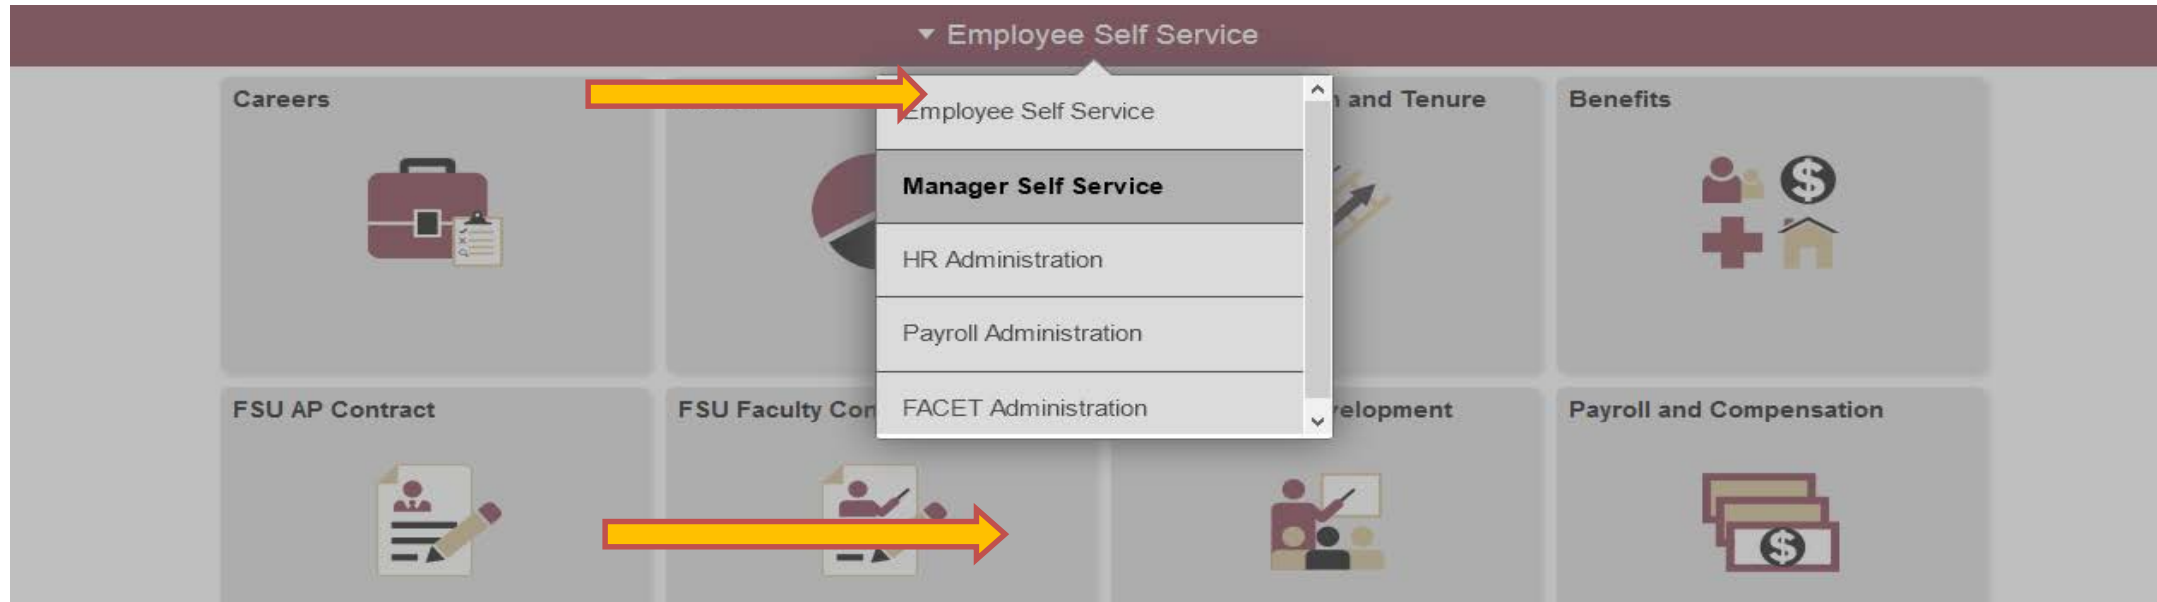 Employee Self Service
Careers
and Tenure
Benefits
Employee Self Service
Manager Self Service
HR Administration
Payroll Administration
FACET Administration
FSU AP Contract
FSU Faculty Con
velopment
Payroll and Compensation